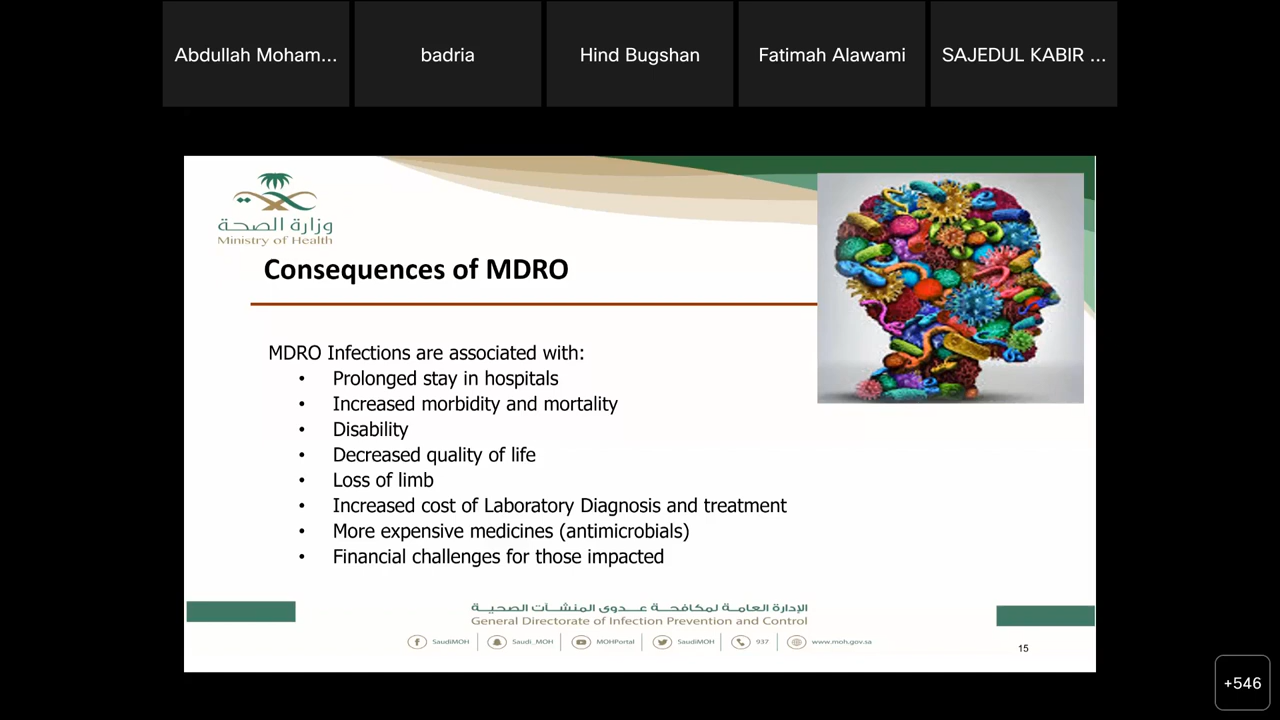 Abdullah Moham...
badria
Hind Bugshan
Fatimah Alawami
SAJEDUL KABIR ...
وزارة الصحة
Ministry of Health
Consequences of MDRO
MDRO Infections are associated with:
• Prolonged stay in hospitals
• Increased morbidity and mortality
• Disability
• Decreased quality of life
• Loss of limb
• Increased cost of Laboratory Diagnosis and treatment
• More expensive medicines (antimicrobials)
• Financial challenges for those impacted
الإدارة العامة لمكافحة عدوى المنشآت الصحية
General Directorate of Infection Prevention and Control
SaudiMOH Saudi_MOH MOHPortal SaudiMOH 937 www.moh.gov.sa
15
+546